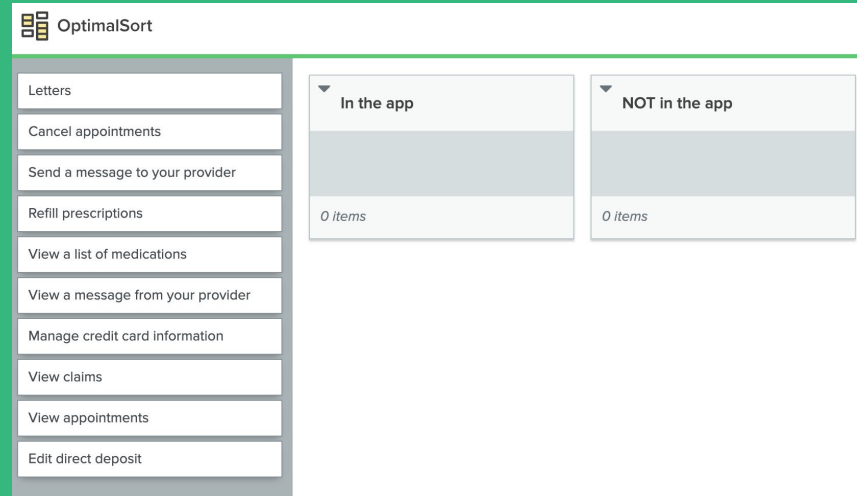 OptimalSort
Letters
Cancel appointments
Send a message to your provider
Refill prescriptions
View a list of medications
View a message from your provider
Manage credit card information
View claims
View appointments
Edit direct deposit
In the app
0 items
NOT in the app
0 items